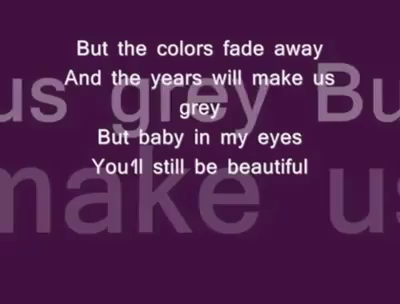 But the colors fade away
And the years will make us
grey
But baby in my eyes
You'll still be beautiful
us grey Bu
make us